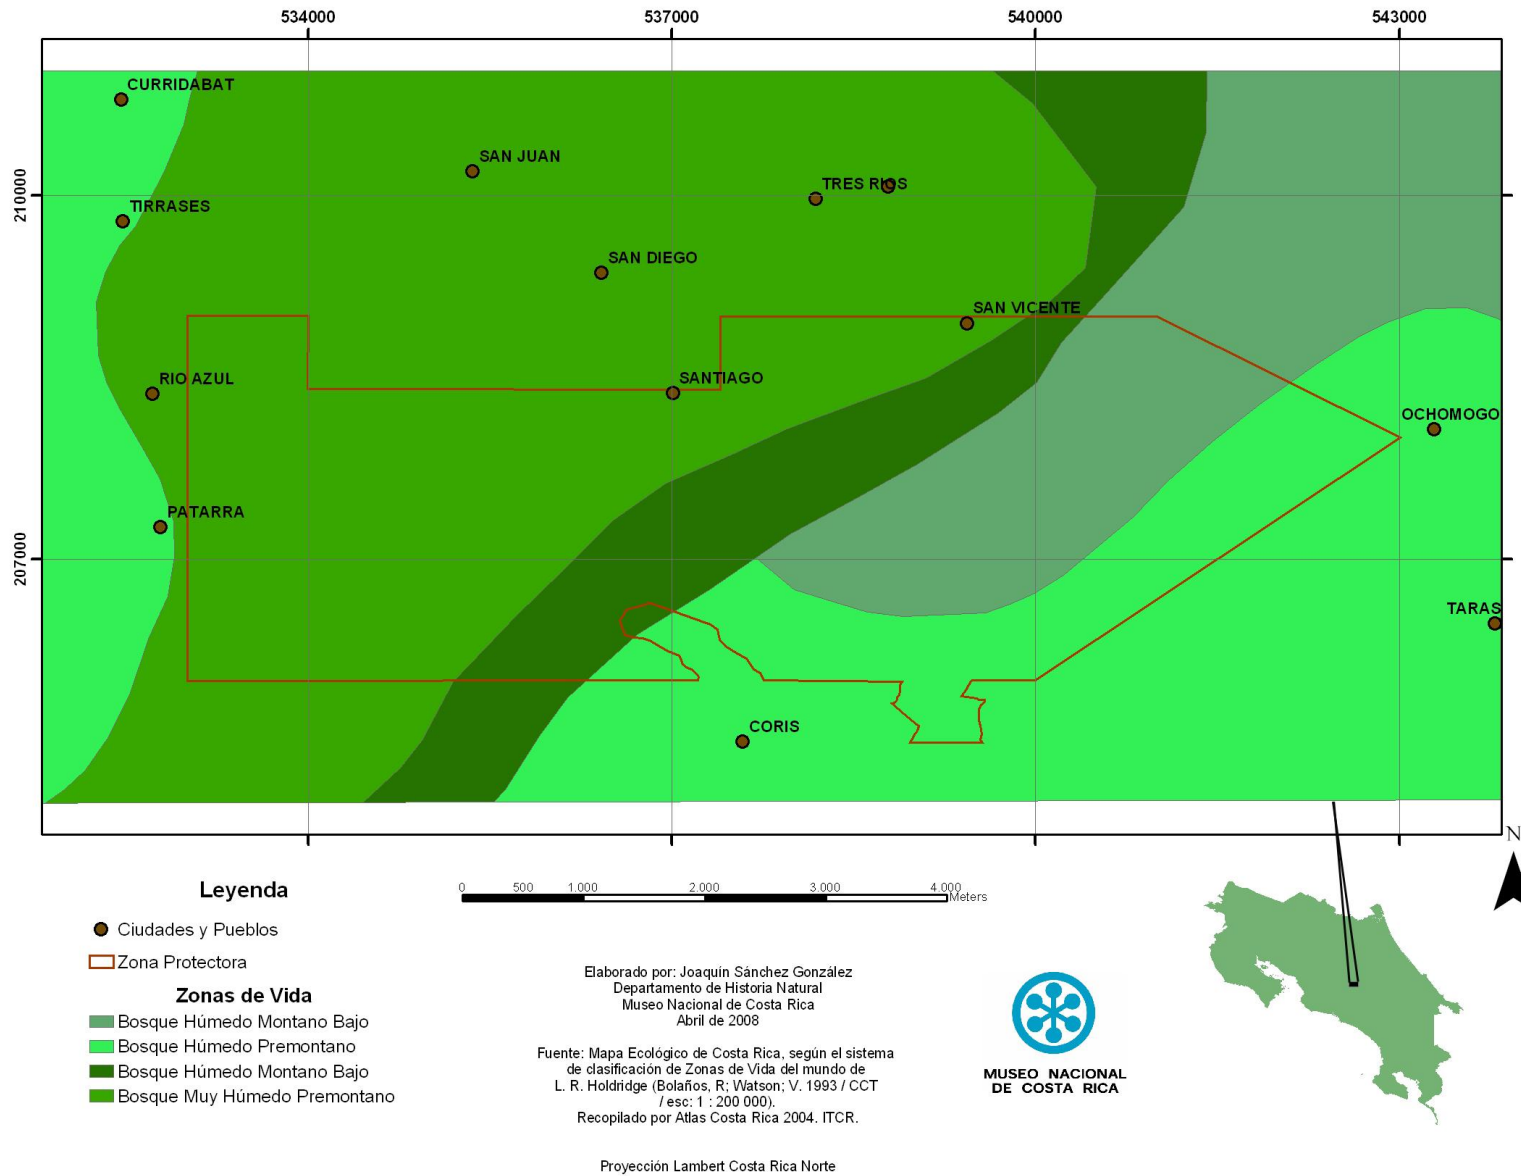 534000
537000
540000
543000
CURRIDABAT
SAN JUAN
TRES RIOS
210000
TIRRASES
SAN DIEGO
SAN VICENTE
RIO AZUL
SANTIAGO
OCHOMOGO
PATARRA
207000
TARAS
CORIS
N
Leyenda
Ciudades y Pueblos
Zona Protectora
Zonas de Vida
Bosque Húmedo Montano Bajo
Bosque Húmedo Premontano
Bosque Húmedo Montano Bajo
Bosque Muy Húmedo Premontano
0 500 1.000 2.000 3.000 4.000
Meters
Elaborado por: Joaquín Sánchez González
Departamento de Historia Natural
Museo Nacional de Costa Rica
Abril de 2008
Fuente: Mapa Ecológico de Costa Rica, según el sistema
de clasificación de Zonas de Vida del mundo de
L. R. Holdridge (Bolaños, R; Watson; V. 1993 / CCT
/ esc: 1 : 200 000).
Recopilado por Atlas Costa Rica 2004. ITCR.
Proyección Lambert Costa Rica Norte
MUSEO NACIONAL
DE COSTA RICA